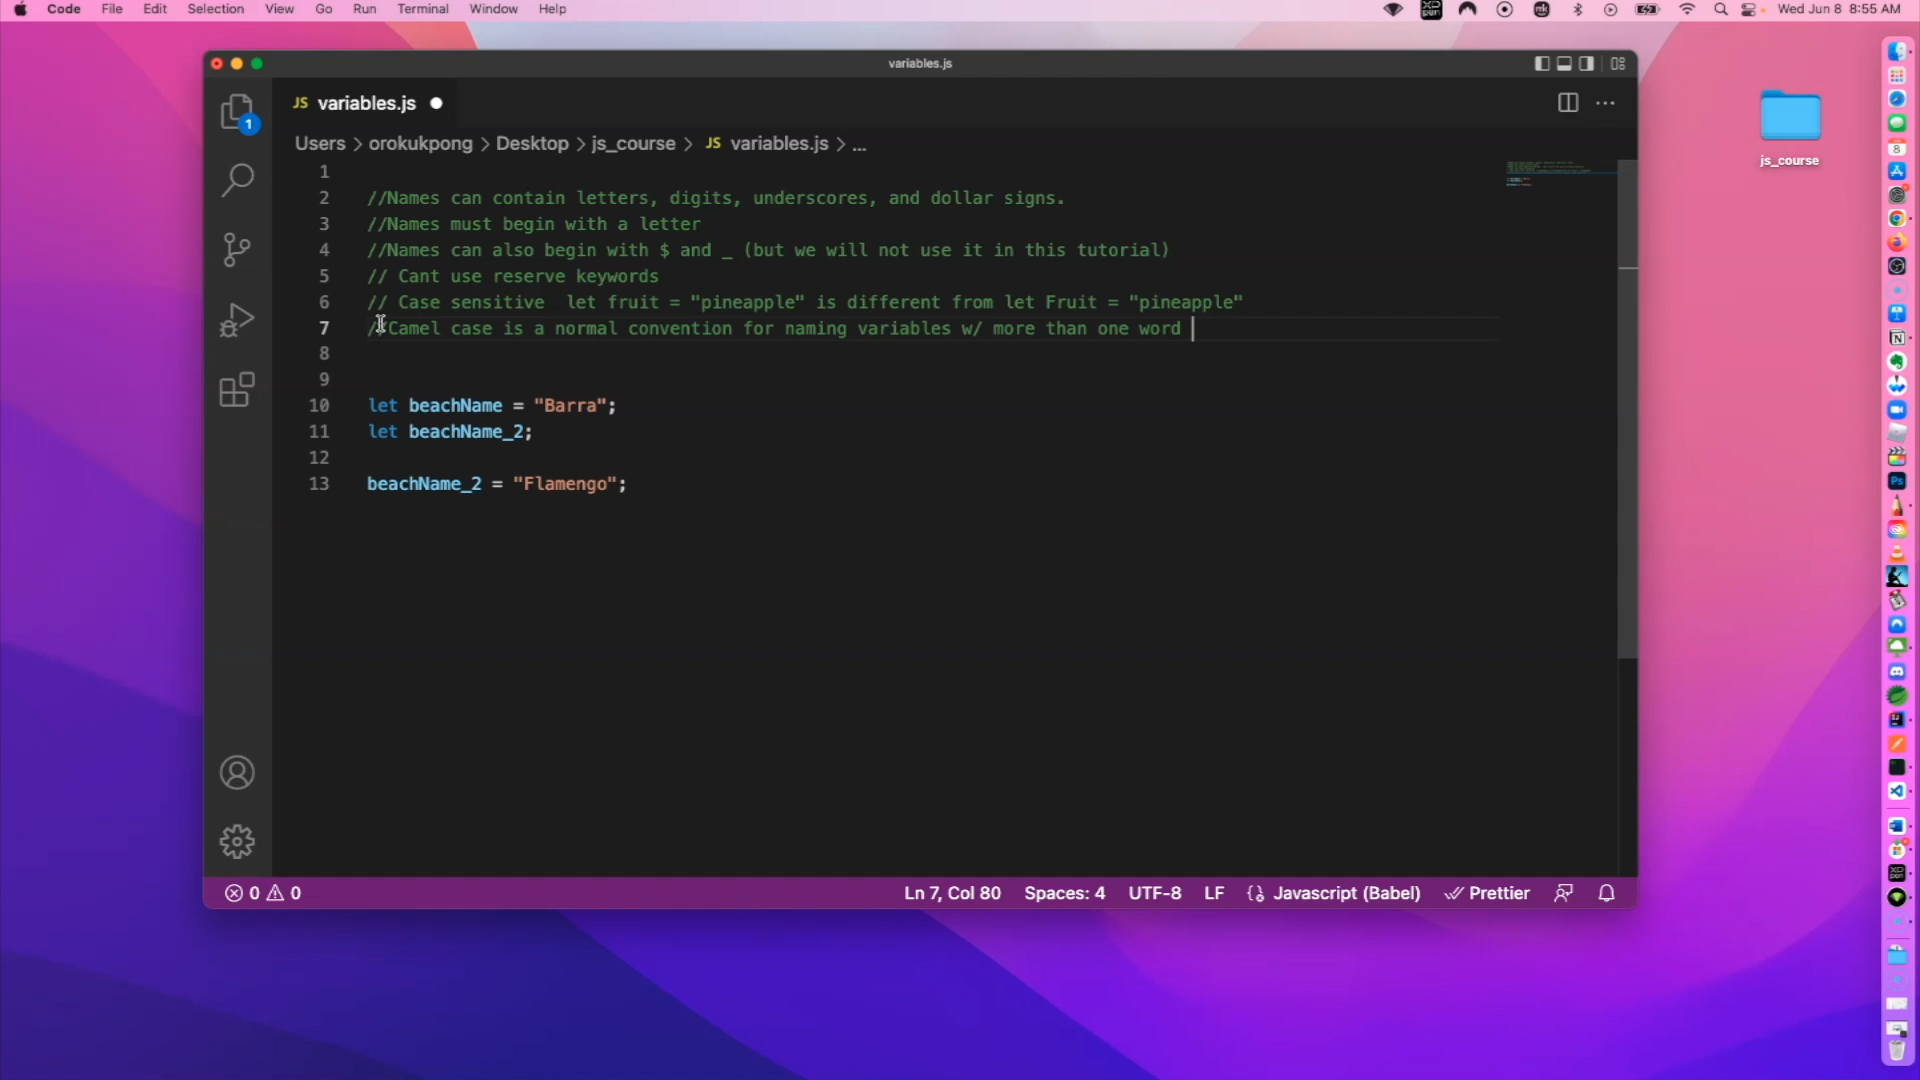 Code File Edit Selection View Go Run Terminal Window Help Wed Jun 8 8:55 AM
variables.js
JS variables.js
1
Users > orokukpong > Desktop > js_course > JS variables.js > ...
js_course
1
2 //Names can contain letters, digits, underscores, and dollar signs.
3 //Names must begin with a letter
4 //Names can also begin with $ and _ (but we will not use it in this tutorial)
5 // Cant use reserve keywords
6 // Case sensitive  let fruit = "pineapple" is different from let Fruit = "pineapple"
7 //Camel case is a normal convention for naming variables w/ more than one word
8
9
10 let beachName = "Barra";
11 let beachName_2;
12
13 beachName_2 = "Flamengo";
0 0 Ln 7, Col 80 Spaces: 4 UTF-8 LF Javascript (Babel) Prettier